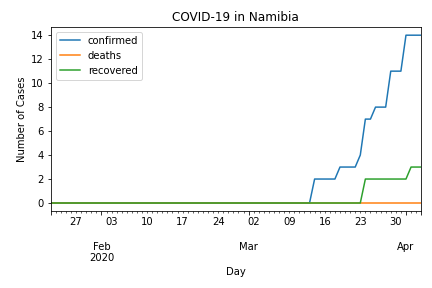 COVID-19 in Namibia
confirmed
deaths
recovered
Number of Cases
14
12
10
8
6
4
2
0
27 03 10 17 24 02 09 16 23 30
Feb Mar Apr
2020
Day